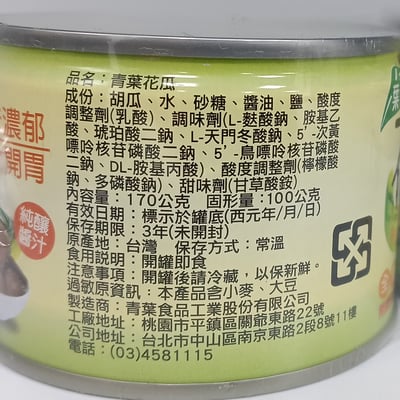 濃郁
開胃
純釀
醬汁
品名：青葉花瓜
成份：胡瓜、水、砂糖、醬油、鹽、酸度
調整劑(乳酸)、調味劑(L-麩酸鈉、胺基乙
酸、琥珀酸二鈉、L-天門冬酸鈉、5'-次黃
嘌呤核苷磷酸二鈉、5'-鳥嘌呤核苷磷酸
二鈉、DL-胺基丙酸)、酸度調整劑(檸檬酸
鈉、多磷酸鈉)、甜味劑(甘草酸銨)
內容量：170公克 固形量：100公克
有效日期：標示於罐底(西元年/月/日)
保存期限：3年(未開封)
原產地：台灣 保存方式：常溫
食用說明：開罐即食
注意事項：開罐後請冷藏，以保新鮮。
過敏原資訊：本產品含小麥、大豆
製造商：青葉食品工業股份有限公司
工廠地址：桃園市平鎮區關爺東路22號
公司地址：台北市中山區南京東路2段8號11樓
電話：(03)4581115